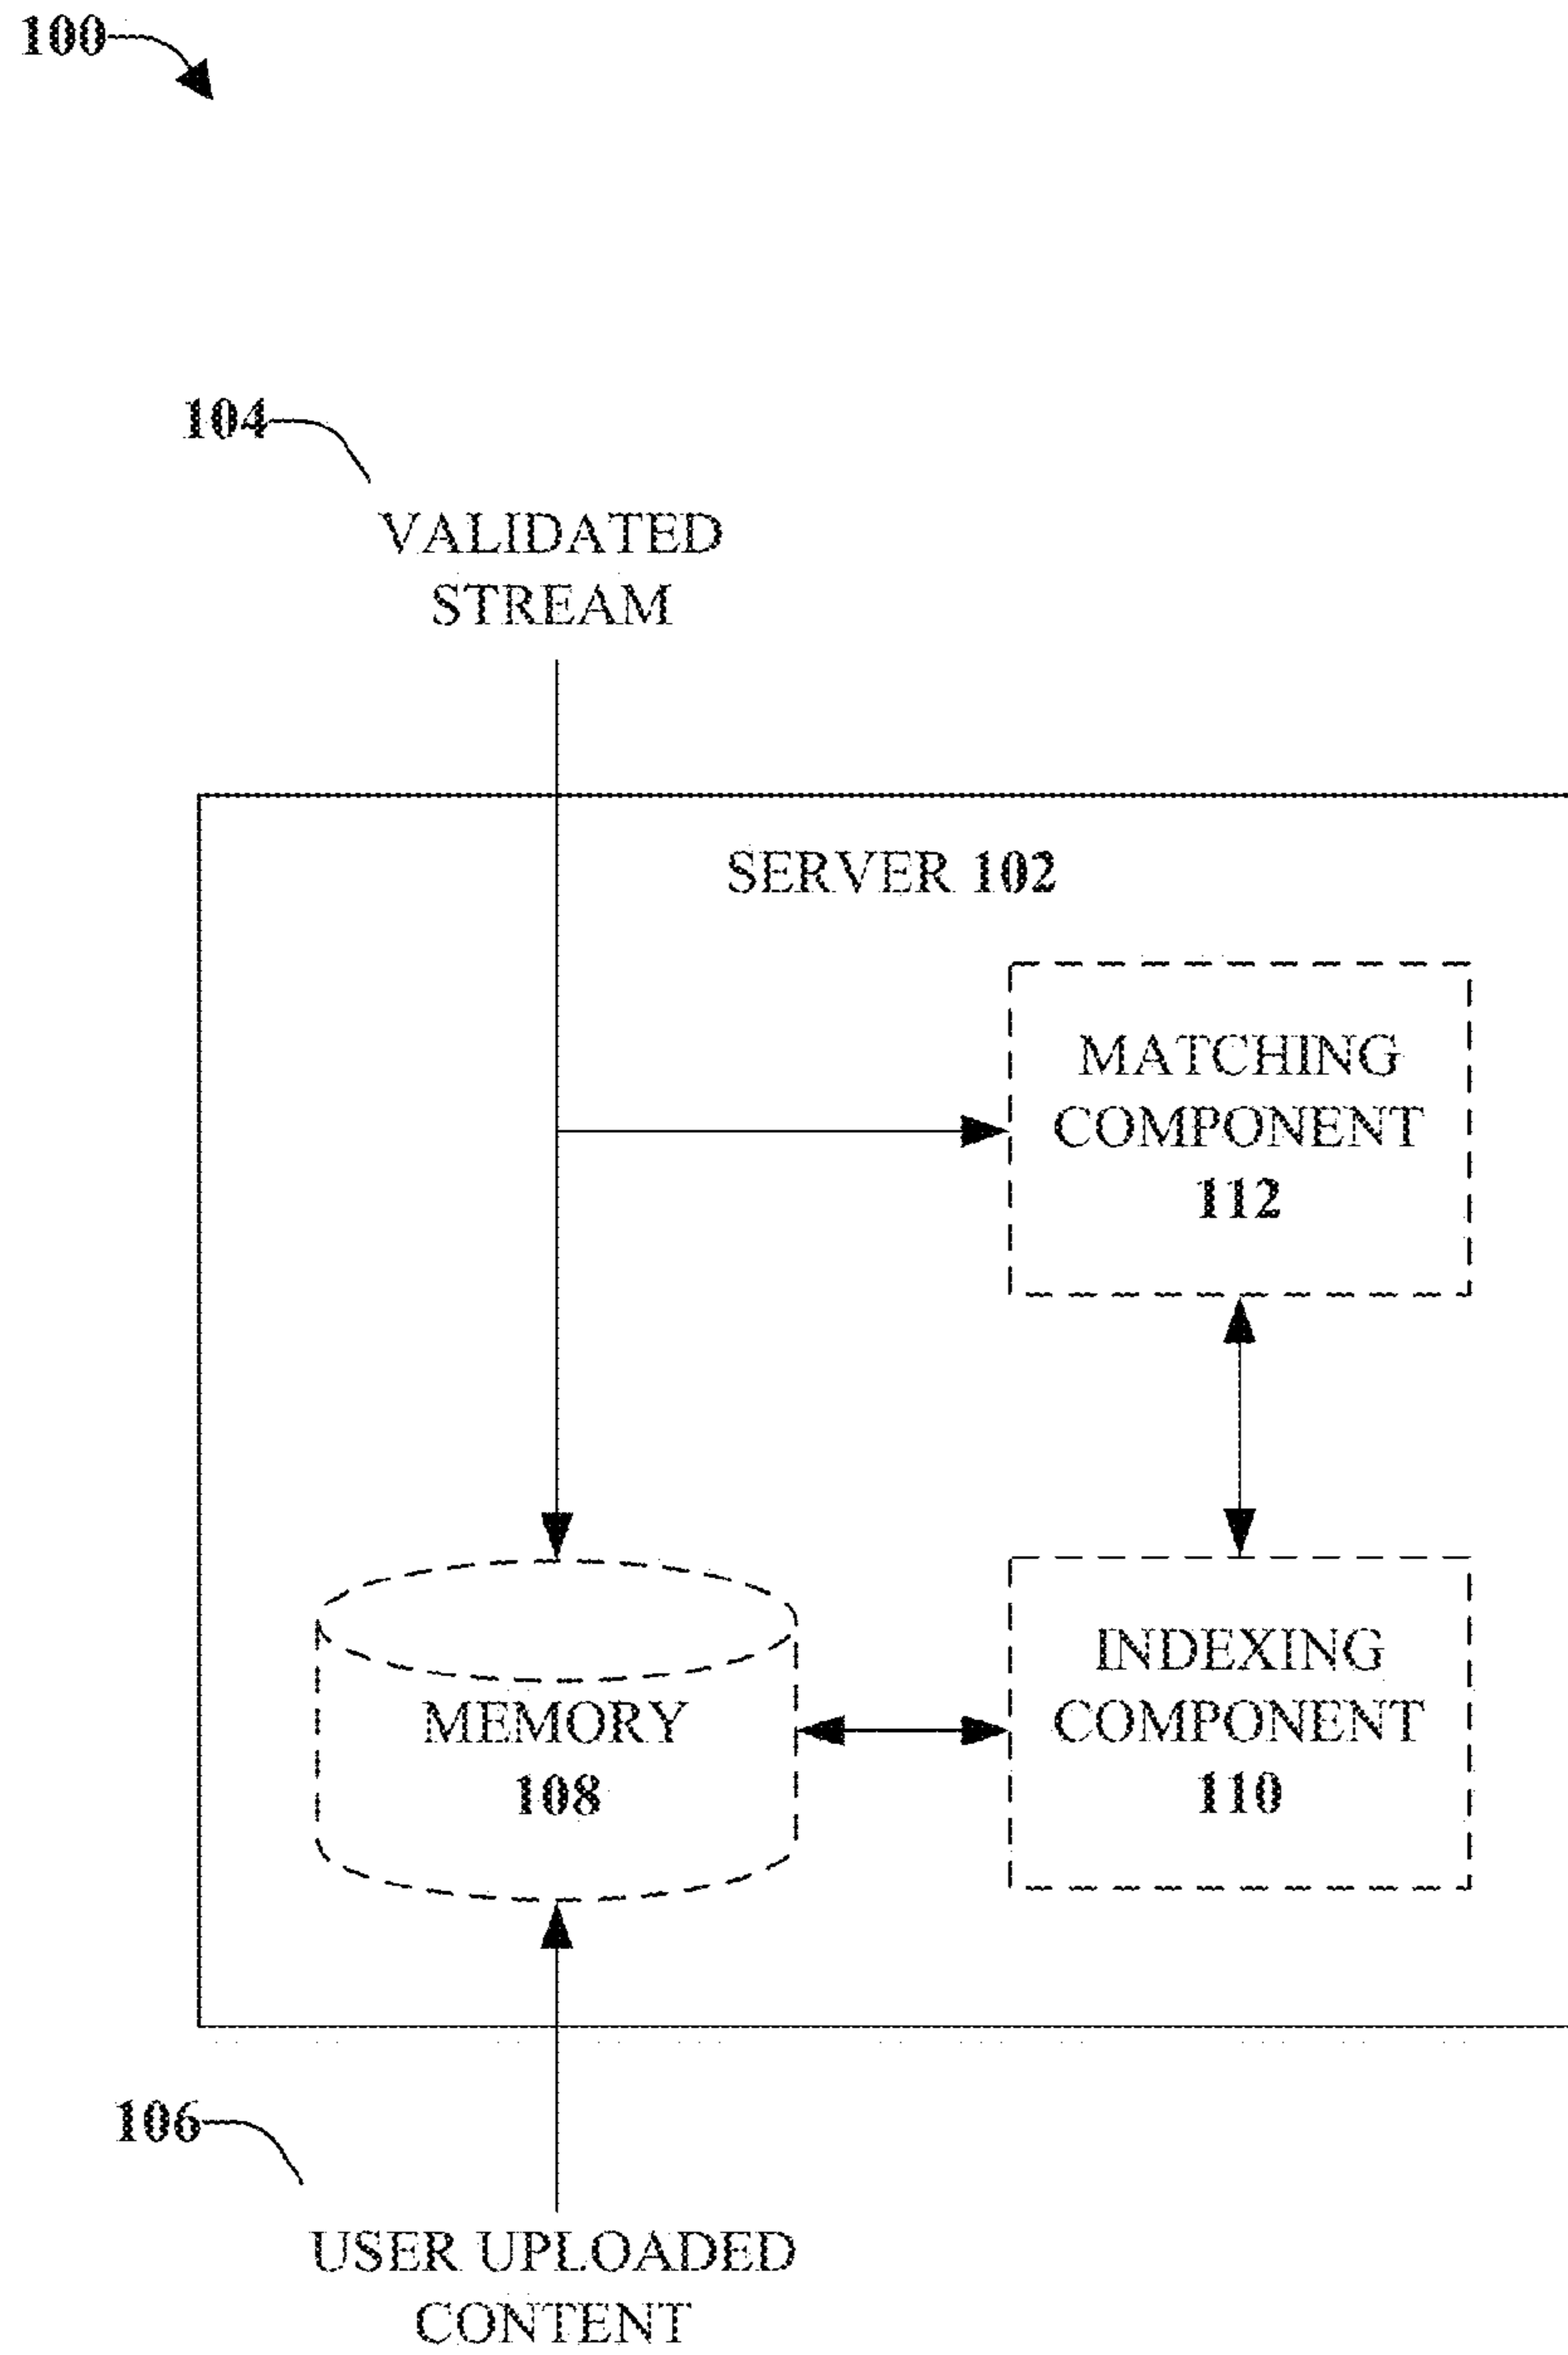 100
104
VALIDATED
STREAM
SERVER 102
MATCHING
COMPONENT
112
MEMORY
108
INDEXING
COMPONENT
110
106
USER UPLOADED
CONTENT